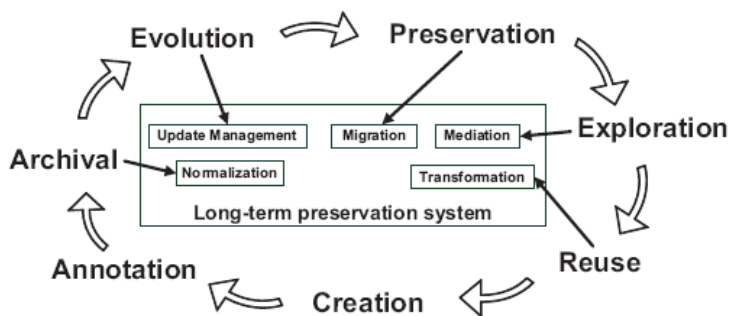 Evolution
Preservation
Update Management
Migration
Mediation
Exploration
Archival
Normalization
Transformation
Long-term preservation system
Annotation
Reuse
Creation